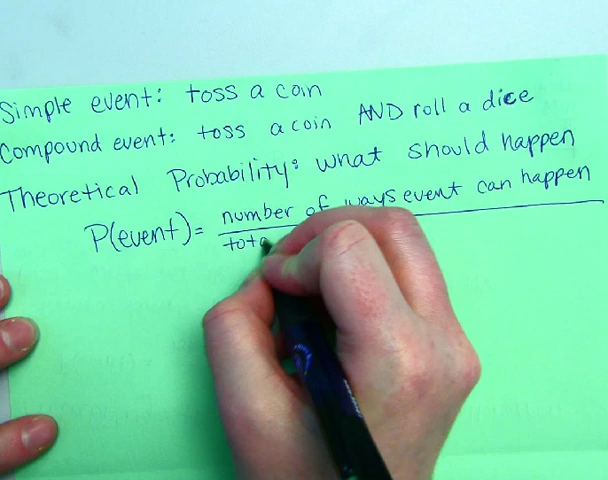 Simple event: toss a coin
Compound event: toss a coin AND roll a dice
Theoretical Probability: what should happen
P(event) = number of ways event can happen
tota